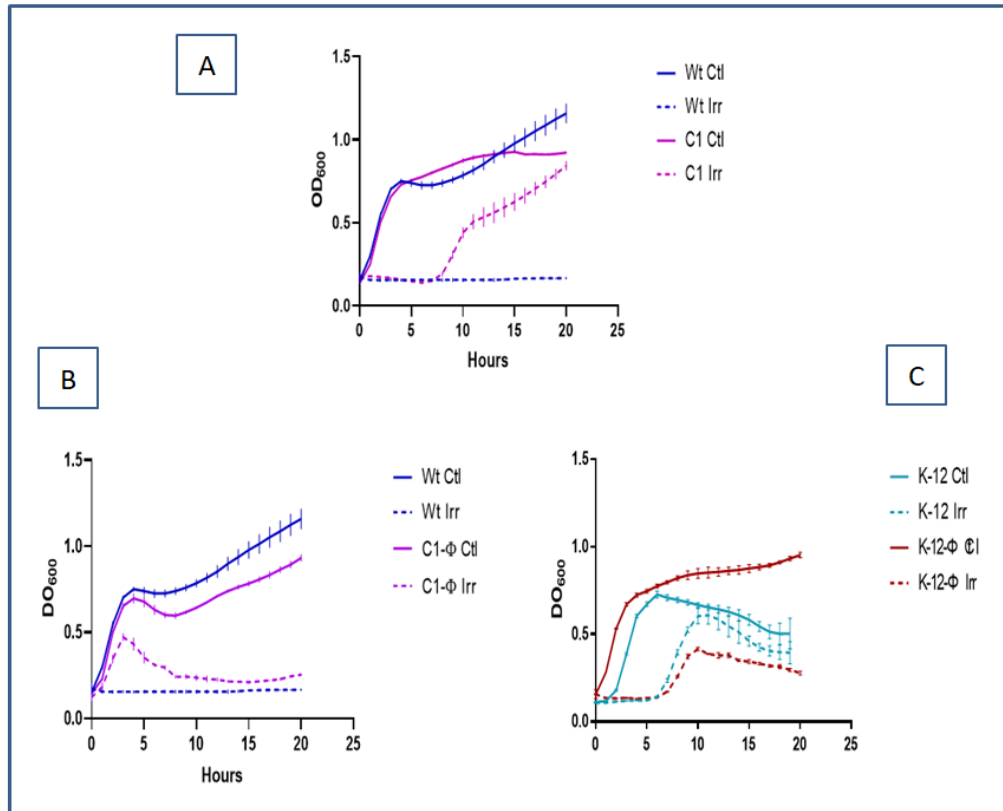 A
1.5
1.0
0.5
0.0
OD600
0 5 10 15 20 25
Hours
Wt Ctl
Wt Irr
C1 Ctl
C1 Irr
B
1.5
1.0
0.5
0.0
DO600
0 5 10 15 20 25
Hours
Wt Ctl
Wt Irr
C1-Φ Ctl
C1-Φ Irr
C
1.5
1.0
0.5
0.0
DO600
0 5 10 15 20 25
K-12 Ctl
K-12 Irr
K-12-Φ Ctl
K-12-Φ Irr